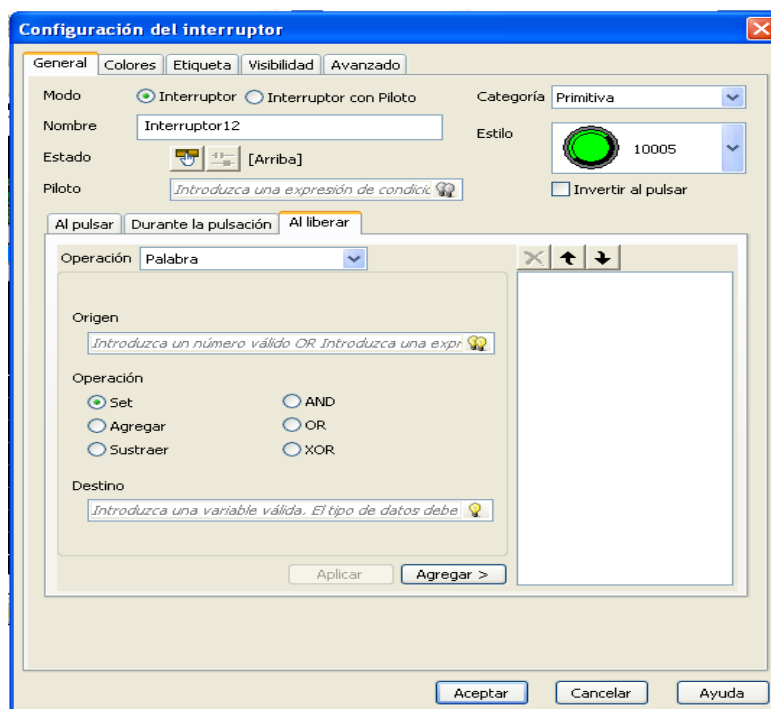 Configuración del interruptor
General Colores Etiqueta Visibilidad Avanzado
Modo Interruptor Interruptor con Piloto Categoría Primitiva
Nombre Interruptor12
Estilo 10005
Estado [Arriba]
Piloto Introduzca una expresión de condicic Invertir al pulsar
Al pulsar Durante la pulsación Al liberar
Operación Palabra
Origen
Introduzca un número válido OR Introduzca una expr
Operación
Set AND
Agregar OR
Sustraer XOR
Destino
Introduzca una variable válida. El tipo de datos debe
Aplicar Agregar >
Aceptar Cancelar Ayuda